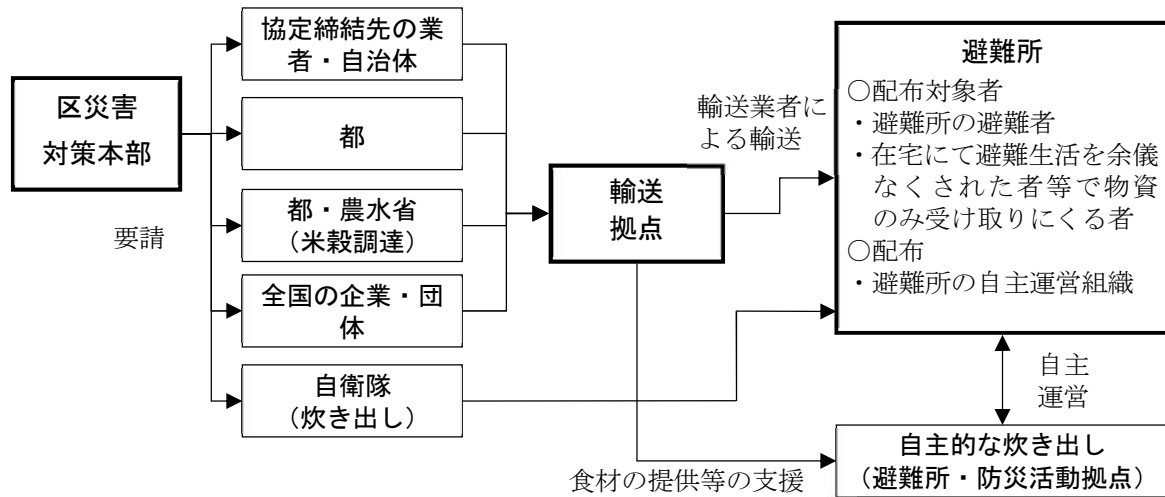 区災害
対策本部
要請
協定締結先の業
者・自治体
都
都・農水省
（米穀調達）
全国の企業・団
体
自衛隊
（炊き出し）
輸送
拠点
輸送業者に
よる輸送
避難所
○配布対象者
・避難所の避難者
・在宅にて避難生活を余儀
なくされた者等で物資
のみ受け取りにくる者
○配布
・避難所の自主運営組織
自主
運営
食材の提供等の支援
自主的な炊き出し
（避難所・防災活動拠点）